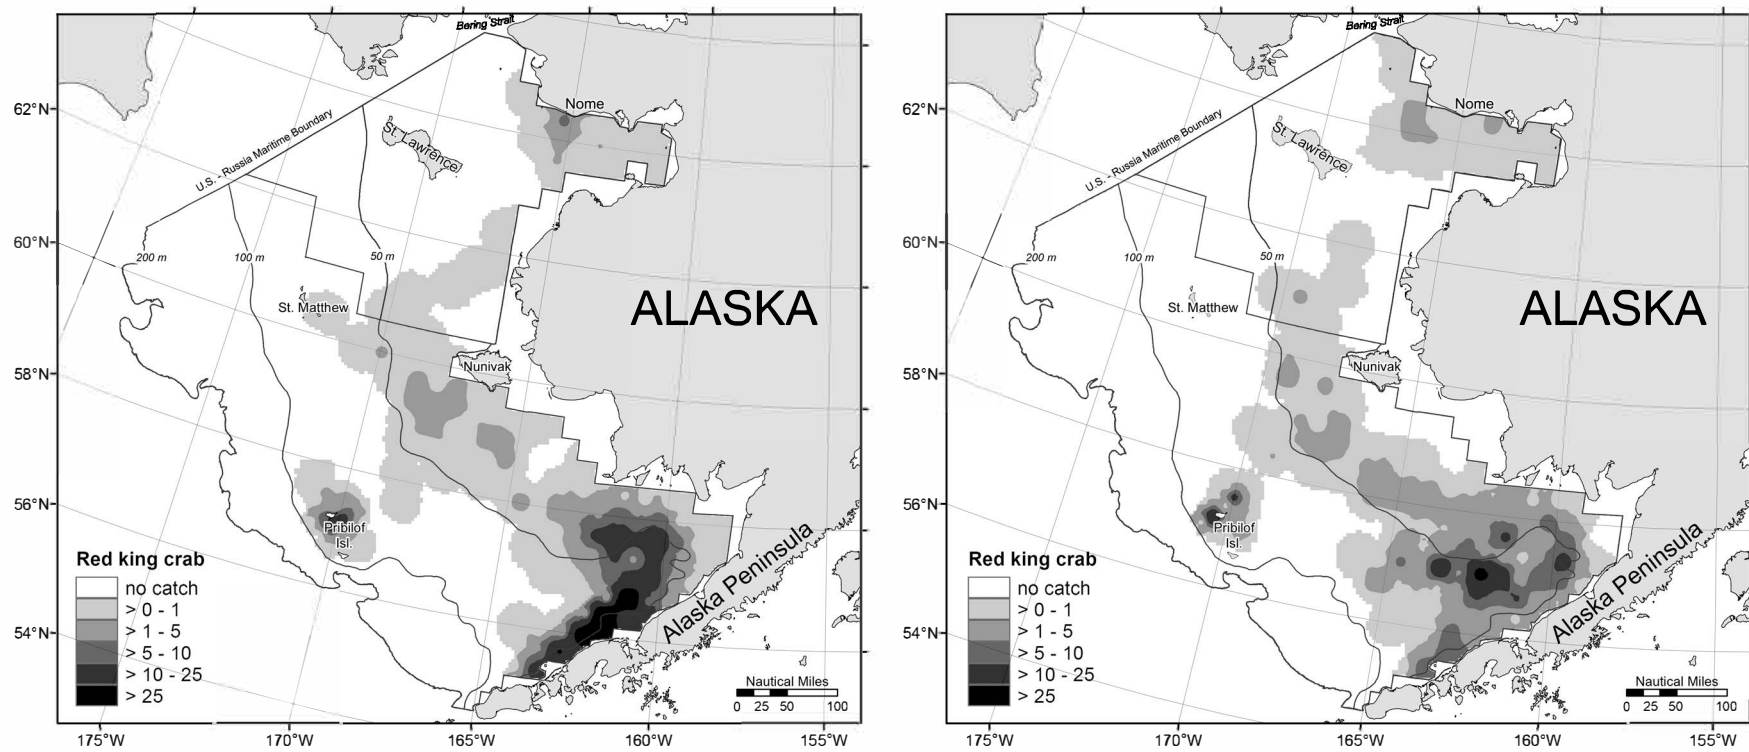 Bering Strait
Nome
62°N
St. Lawrence
U.S. - Russia Maritime Boundary
60°N
200 m
100 m
50 m
St. Matthew
ALASKA
Nunivak
58°N
56°N
Pribilof
Isl.
Alaska Peninsula
Red king crab
no catch
> 0 - 1
> 1 - 5
> 5 - 10
> 10 - 25
> 25
54°N
Nautical Miles
0 25 50 100
175°W 170°W 165°W 160°W 155°W
Bering Strait
Nome
62°N
St. Lawrence
U.S. - Russia Maritime Boundary
60°N
200 m
100 m
50 m
St. Matthew
ALASKA
Nunivak
58°N
56°N
Pribilof
Isl.
Alaska Peninsula
Red king crab
no catch
> 0 - 1
> 1 - 5
> 5 - 10
> 10 - 25
> 25
54°N
Nautical Miles
0 25 50 100
175°W 170°W 165°W 160°W 155°W